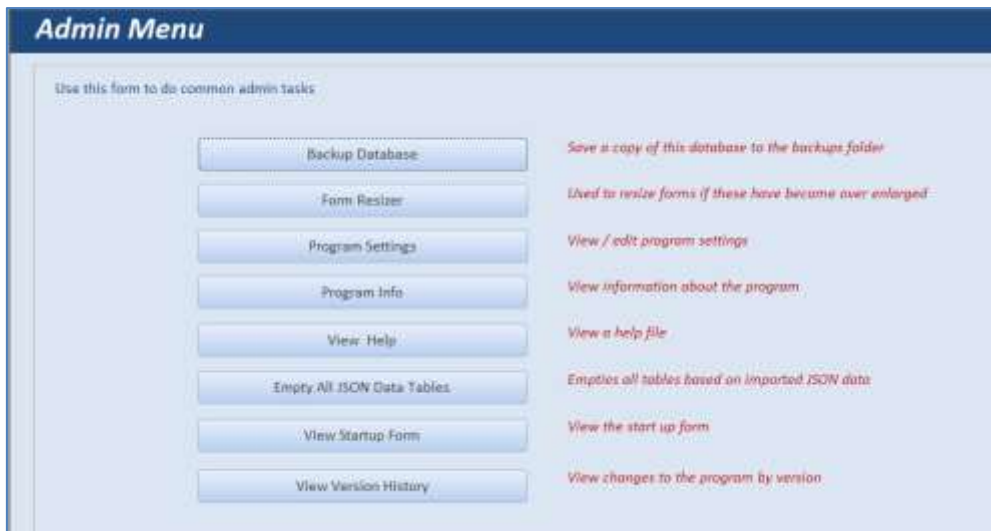 Admin Menu
Use this form to do common admin tasks
Backup Database Save a copy of this database to the backups folder
Form Resizer Used to resize forms if these have become over enlarged
Program Settings View / edit program settings
Program Info View information about the program
View Help View a help file
Empty All JSON Data Tables Empties all tables based on imported JSON data
View Startup Form View the start up form
View Version History View changes to the program by version